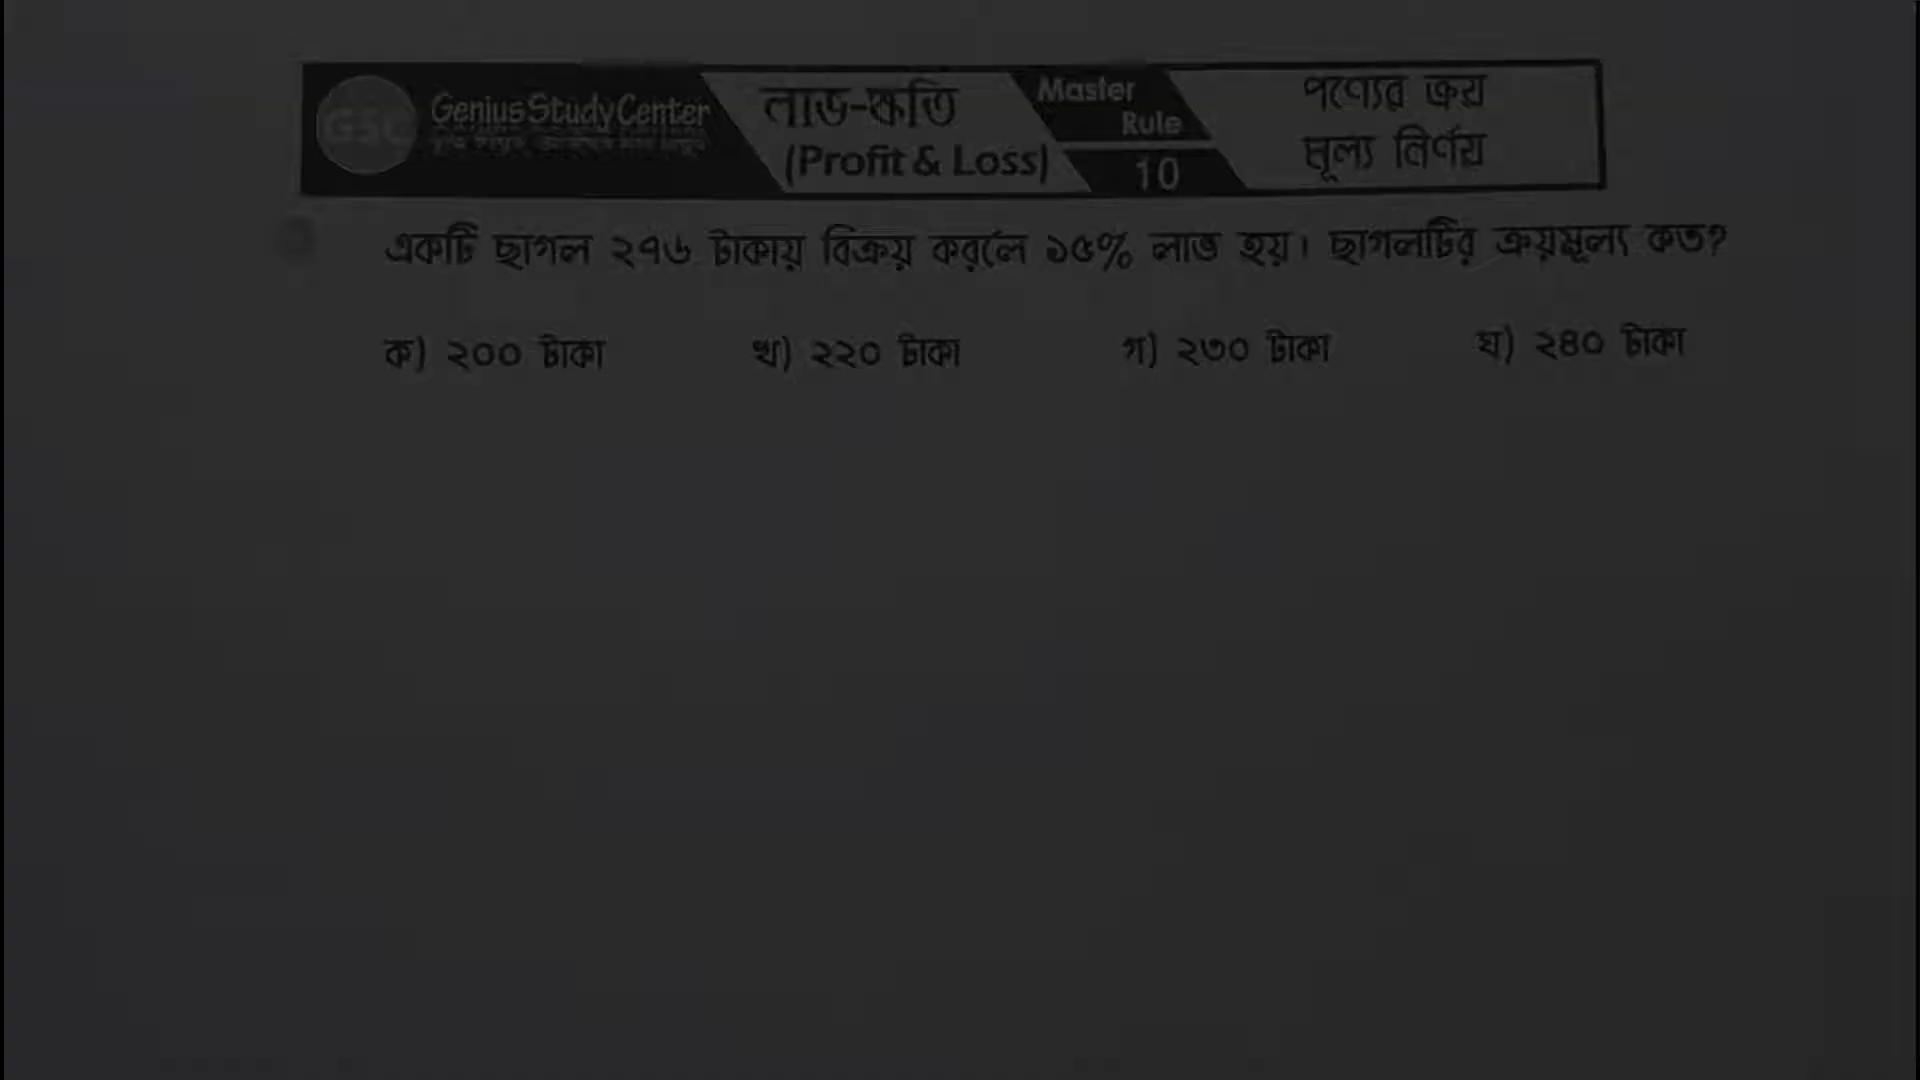 GSC
Genius Study Center
লাভ-ক্ষতি
(Profit & Loss)
Master
Rule
10
পণ্যের ক্রয়
মূল্য নির্ণয়
একটি ছাগল ২৭৬ টাকায় বিক্রয় করলে ১৫% লাভ হয়। ছাগলটির ক্রয়মূল্য কত?
ক) ২০০ টাকা খ) ২২০ টাকা গ) ২৩০ টাকা ঘ) ২৪০ টাকা